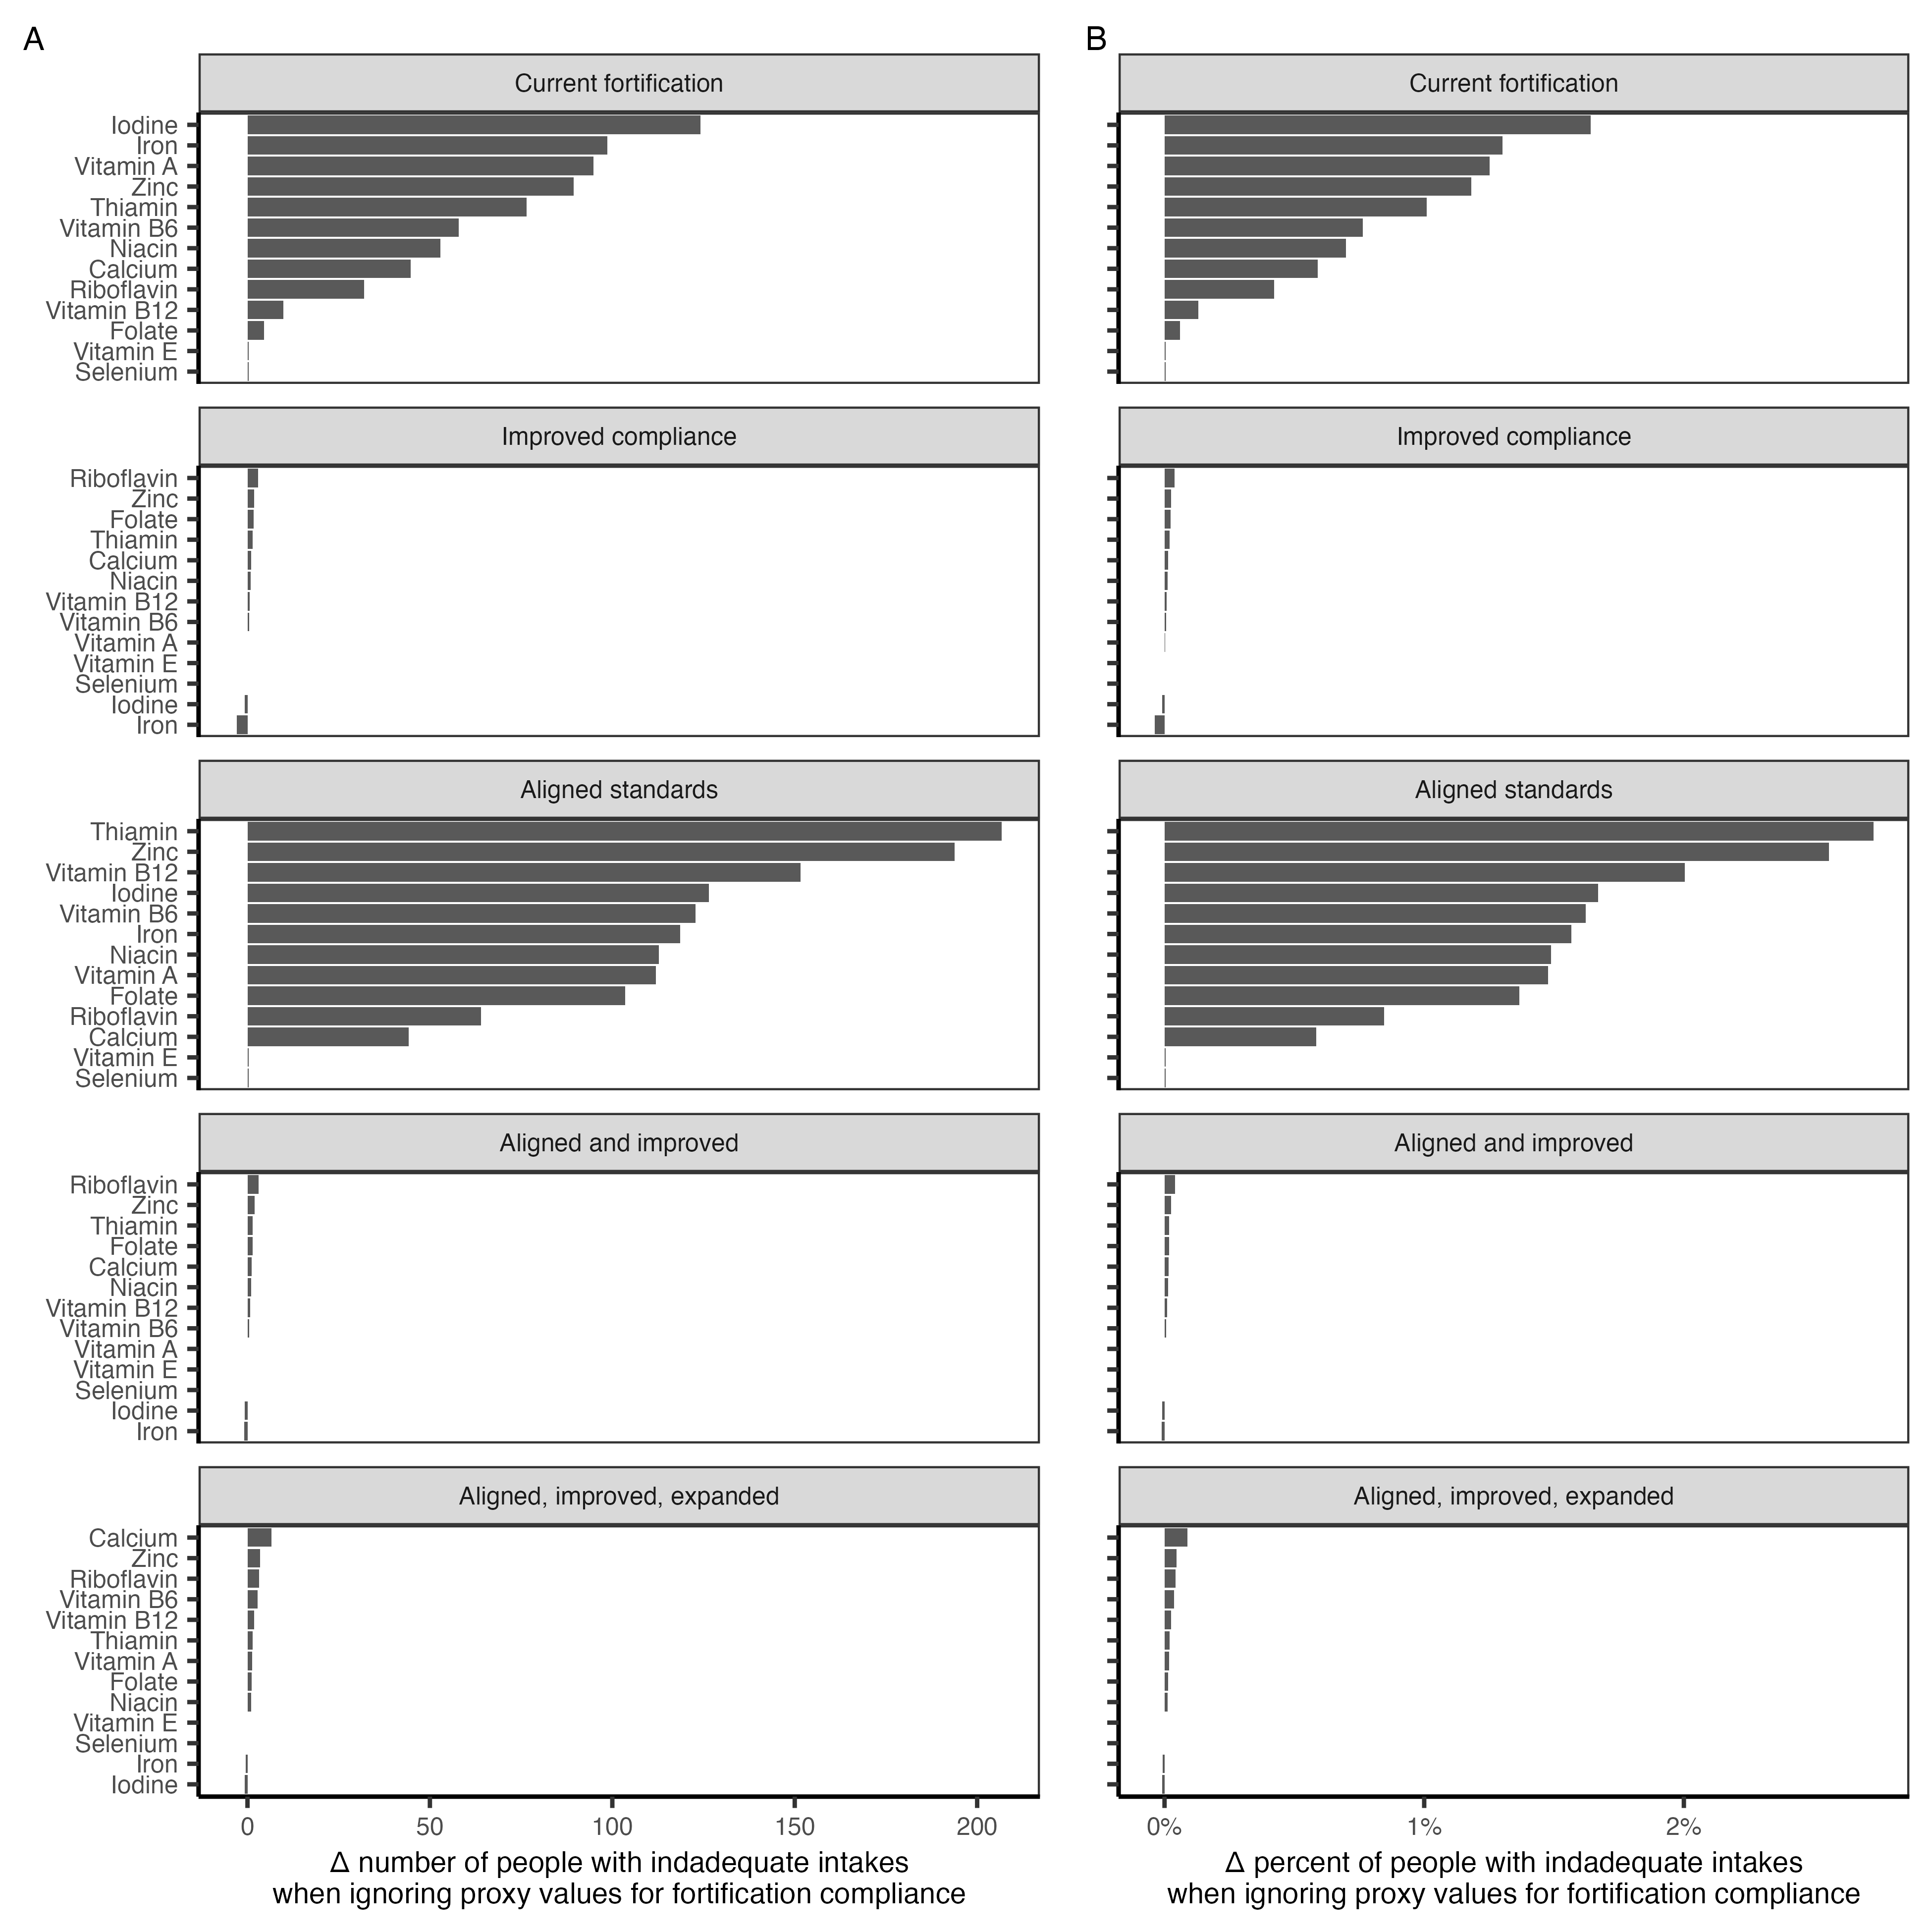 A
Current fortification
Iodine
Iron
Vitamin A
Zinc
Thiamin
Vitamin B6
Niacin
Calcium
Riboflavin
Vitamin B12
Folate
Vitamin E
Selenium
Improved compliance
Riboflavin
Zinc
Folate
Thiamin
Calcium
Niacin
Vitamin B12
Vitamin B6
Vitamin A
Vitamin E
Selenium
Iodine
Iron
Aligned standards
Thiamin
Zinc
Vitamin B12
Iodine
Vitamin B6
Iron
Niacin
Vitamin A
Folate
Riboflavin
Calcium
Vitamin E
Selenium
Aligned and improved
Riboflavin
Zinc
Thiamin
Folate
Calcium
Niacin
Vitamin B12
Vitamin B6
Vitamin A
Vitamin E
Selenium
Iodine
Iron
Aligned, improved, expanded
Calcium
Zinc
Riboflavin
Vitamin B6
Vitamin B12
Thiamin
Vitamin A
Folate
Niacin
Vitamin E
Selenium
Iron
Iodine
0 50 100 150 200
Δ number of people with indadequate intakes
when ignoring proxy values for fortification compliance
B
Current fortification
Improved compliance
Aligned standards
Aligned and improved
Aligned, improved, expanded
0% 1% 2%
Δ percent of people with indadequate intakes
when ignoring proxy values for fortification compliance